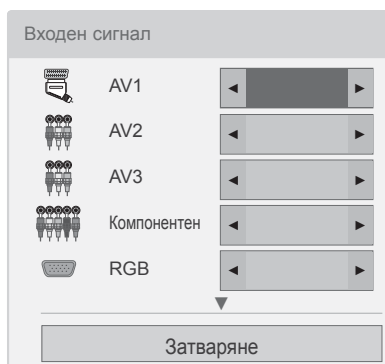 Входен сигнал
AV1
AV2
AV3
Компонентен
RGB
Затваряне